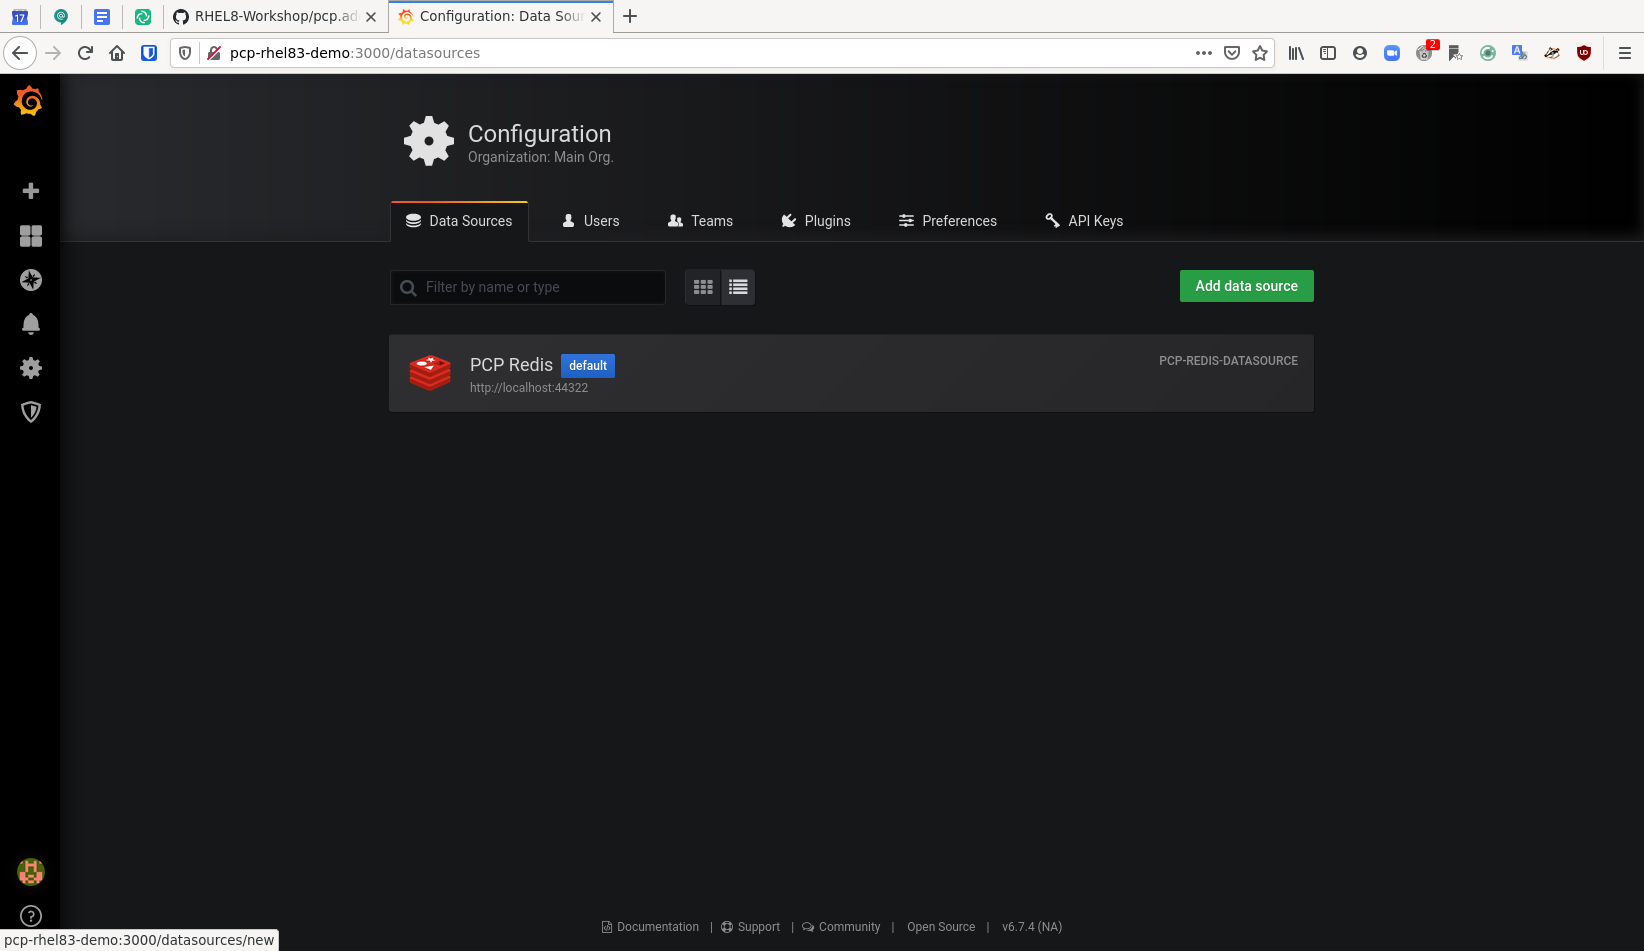 17
RHEL8-Workshop/pcp.ad
Configuration: Data Sour
pcp-rhel83-demo:3000/datasources
2
Configuration
Organization: Main Org.
Data Sources
Users
Teams
Plugins
Preferences
API Keys
Filter by name or type
Add data source
PCP Redis
default
PCP-REDIS-DATASOURCE
http://localhost:44322
Documentation | Support | Community | Open Source | v6.7.4 (NA)
pcp-rhel83-demo:3000/datasources/new